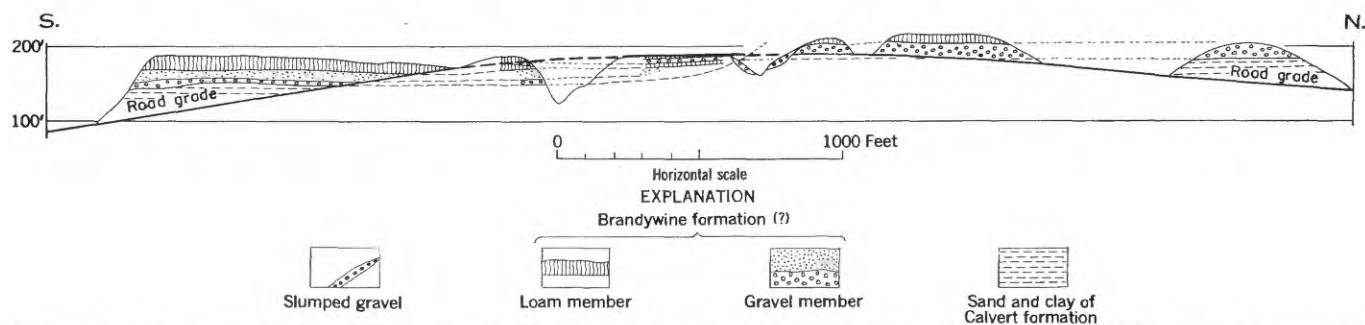 S. N.
200'
Road grade Road grade
100'
0 1000 Feet
Horizontal scale
EXPLANATION
Brandywine formation (?)
Slumped gravel Loam member Gravel member Sand and clay of
Calvert formation